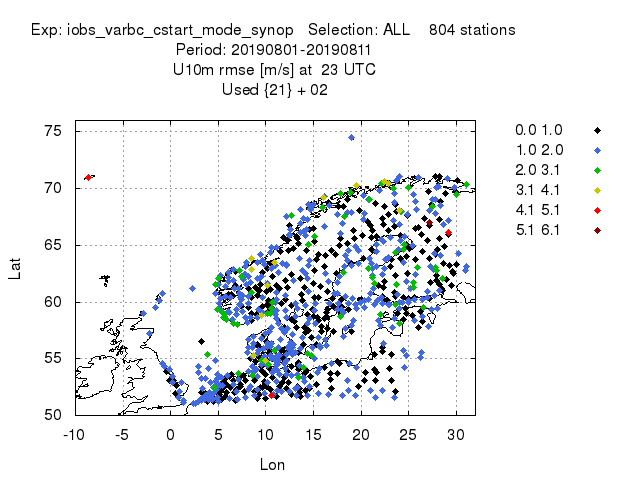 Exp: iobs_varbc_cstart_mode_synop   Selection: ALL    804 stations
Period: 20190801-20190811
U10m rmse [m/s] at  23 UTC
Used {21} + 02
0.0 1.0
1.0 2.0
2.0 3.1
3.1 4.1
4.1 5.1
5.1 6.1
75
70
65
60
55
50
Lat
-10 -5 0 5 10 15 20 25 30
Lon